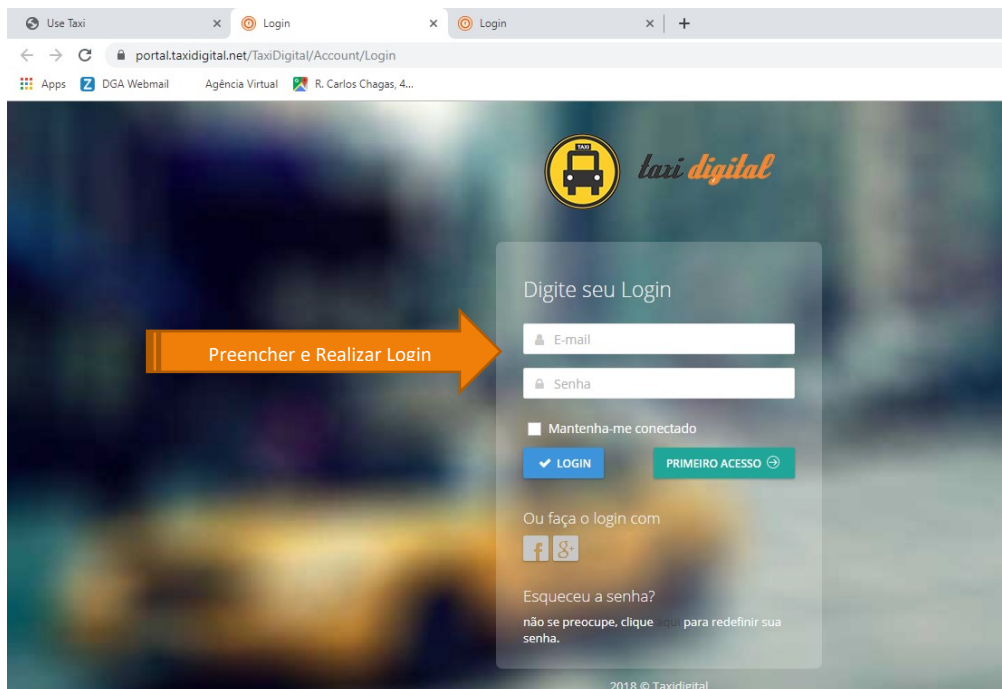 Use Taxi
Login
Login
portal.taxidigital.net/TaxiDigital/Account/Login
Apps DGA Webmail Agência Virtual R. Carlos Chagas, 4...
TAXI
taxi digital
Digite seu Login
E-mail
Preencher e Realizar Login
Senha
Mantenha-me conectado
LOGIN PRIMEIRO ACESSO
Ou faça o login com
f g+
Esqueceu a senha?
não se preocupe, clique aqui para redefinir sua
senha.
2018 © Taxidigital